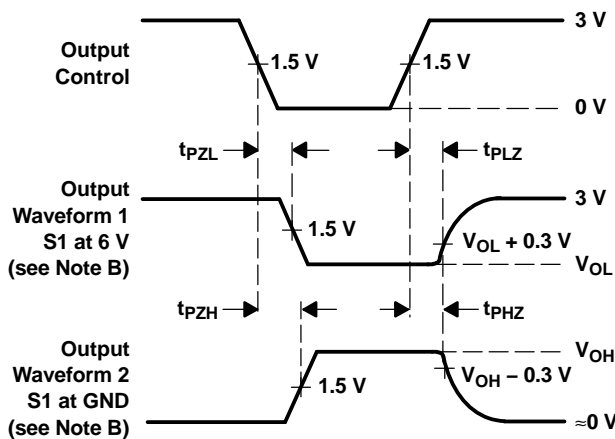 3 V
Output
Control
1.5 V
1.5 V
0 V
tPZL
tPLZ
Output
Waveform 1
S1 at 6 V
(see Note B)
3 V
1.5 V
VOL + 0.3 V
VOL
tPZH
tPHZ
Output
Waveform 2
S1 at GND
(see Note B)
VOH
1.5 V
VOH – 0.3 V
≈0 V